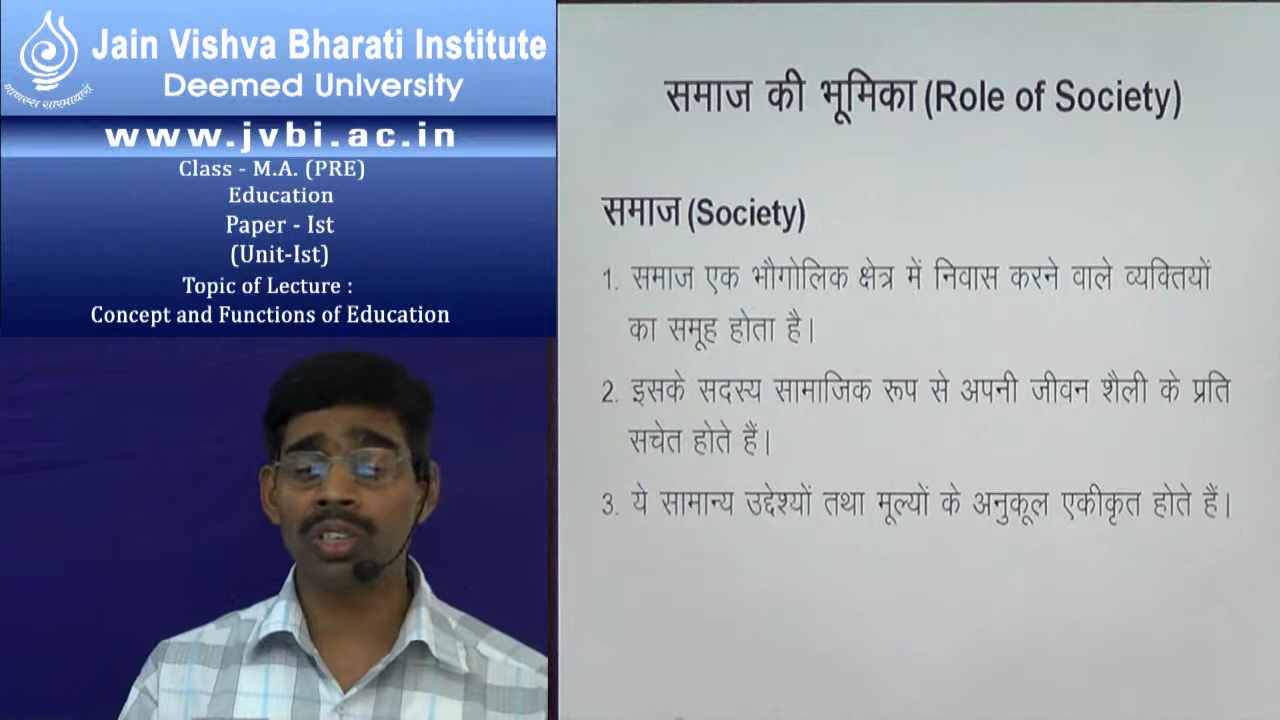 Jain Vishva Bharati Institute
Deemed University
www.jvbi.ac.in
Class - M.A. (PRE)
Education
Paper - Ist
(Unit-Ist)
Topic of Lecture :
Concept and Functions of Education
समाज की भूमिका (Role of Society)
समाज (Society)
1. समाज एक भौगोलिक क्षेत्र में निवास करने वाले व्यक्तियों
का समूह होता है।
2. इसके सदस्य सामाजिक रूप से अपनी जीवन शैली के प्रति
सचेत होते हैं।
3. ये सामान्य उद्देश्यों तथा मूल्यों के अनुकूल एकीकृत होते हैं।